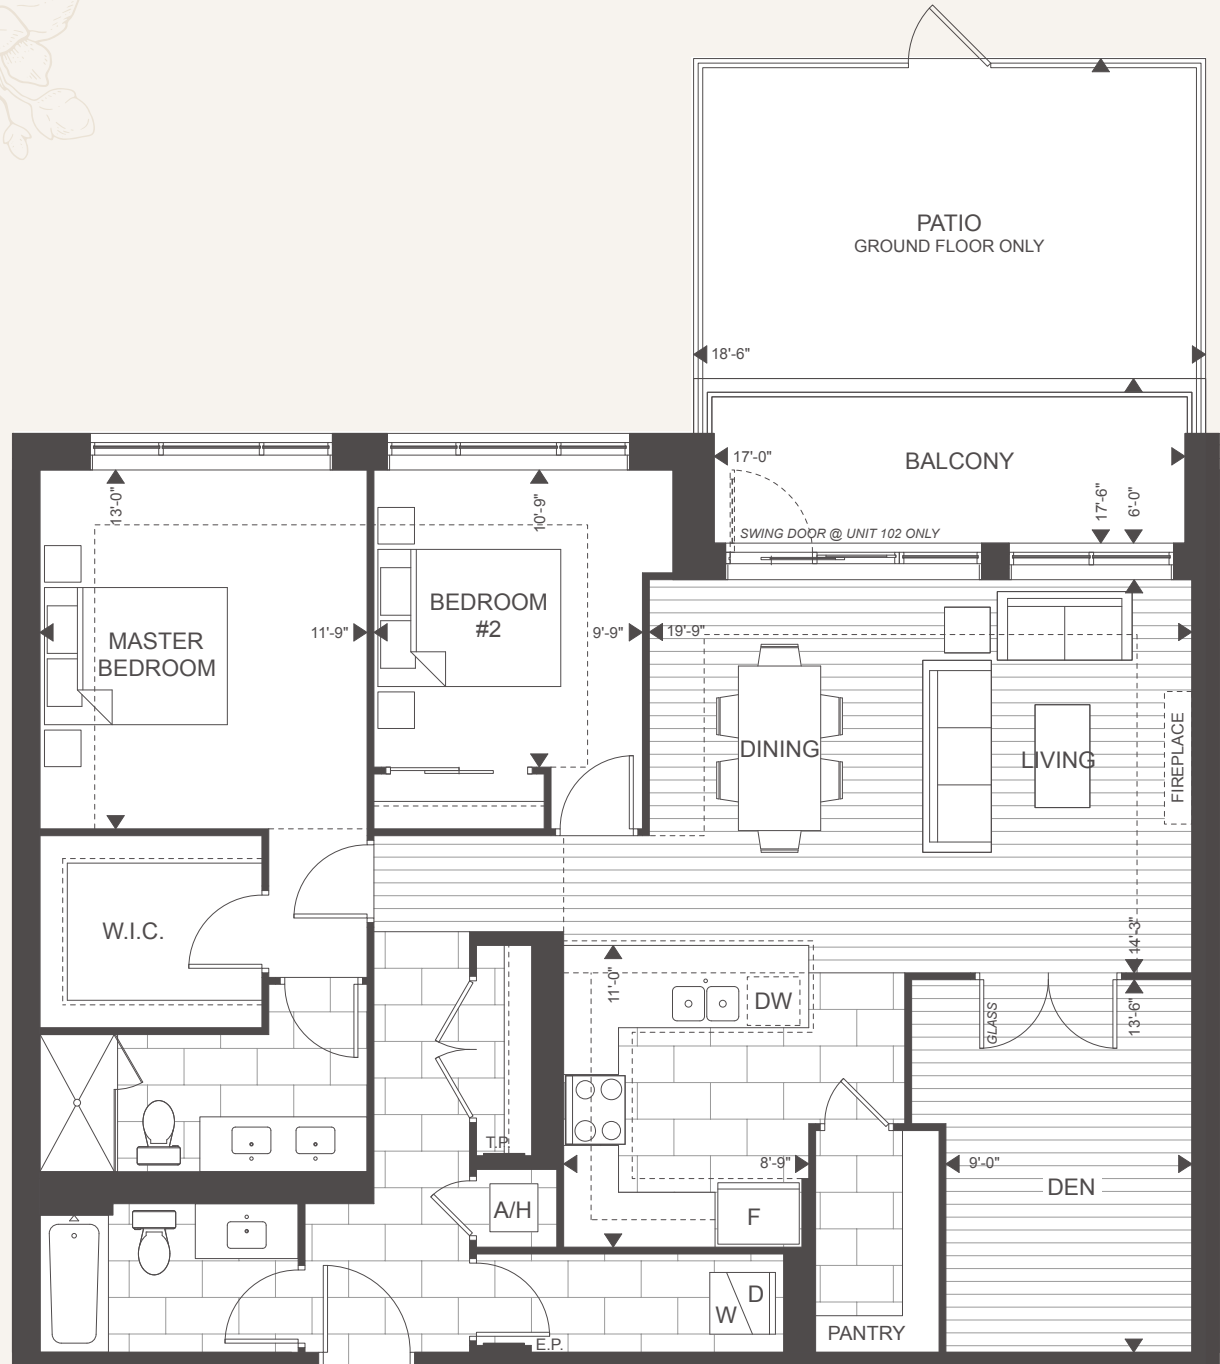 PATIO
GROUND FLOOR ONLY
18'-6"
17'-0"
BALCONY
17'-6"
6'-0"
SWING DOOR @ UNIT 102 ONLY
13'-0"
10'-9"
MASTER
BEDROOM
11'-9"
BEDROOM
#2
9'-9"
19'-9"
DINING
LIVING
FIREPLACE
W.I.C.
14'-3"
11'-0"
DW
GLASS
13'-6"
T.P.
8'-9"
9'-0"
DEN
A/H
F
W
D
PANTRY
E.P.